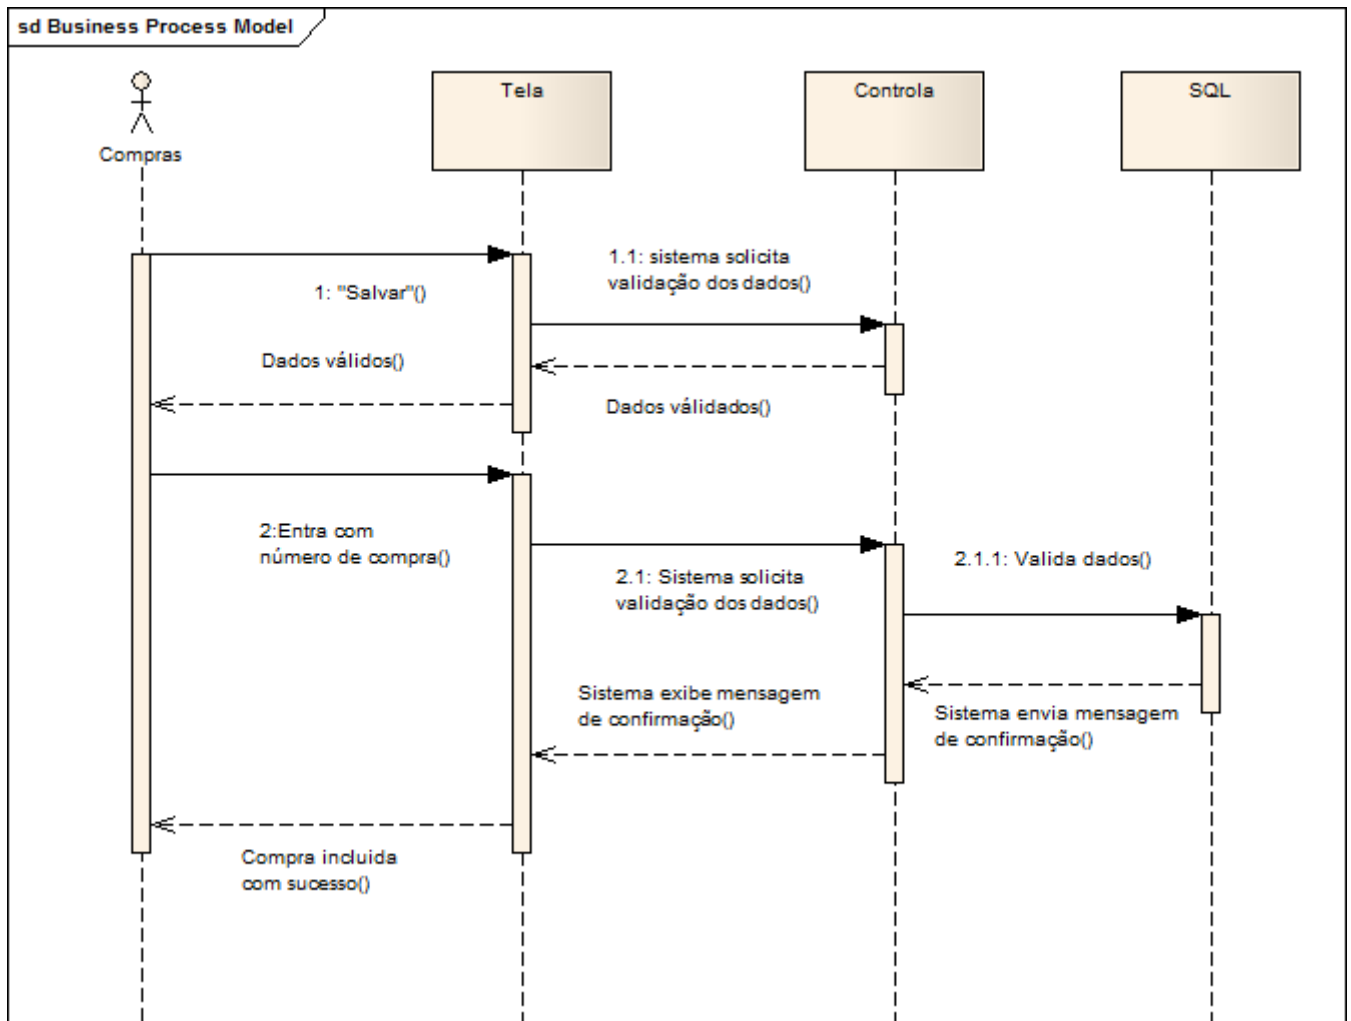 sd Business Process Model
Compras
Tela
Controla
SQL
1: "Salvar"()
1.1: sistema solicita
validação dos dados()
Dados válidos()
Dados válidados()
2:Entra com
número de compra()
2.1: Sistema solicita
validação dos dados()
2.1.1: Valida dados()
Sistema exibe mensagem
de confirmação()
Sistema envia mensagem
de confirmação()
Compra incluida
com sucesso()